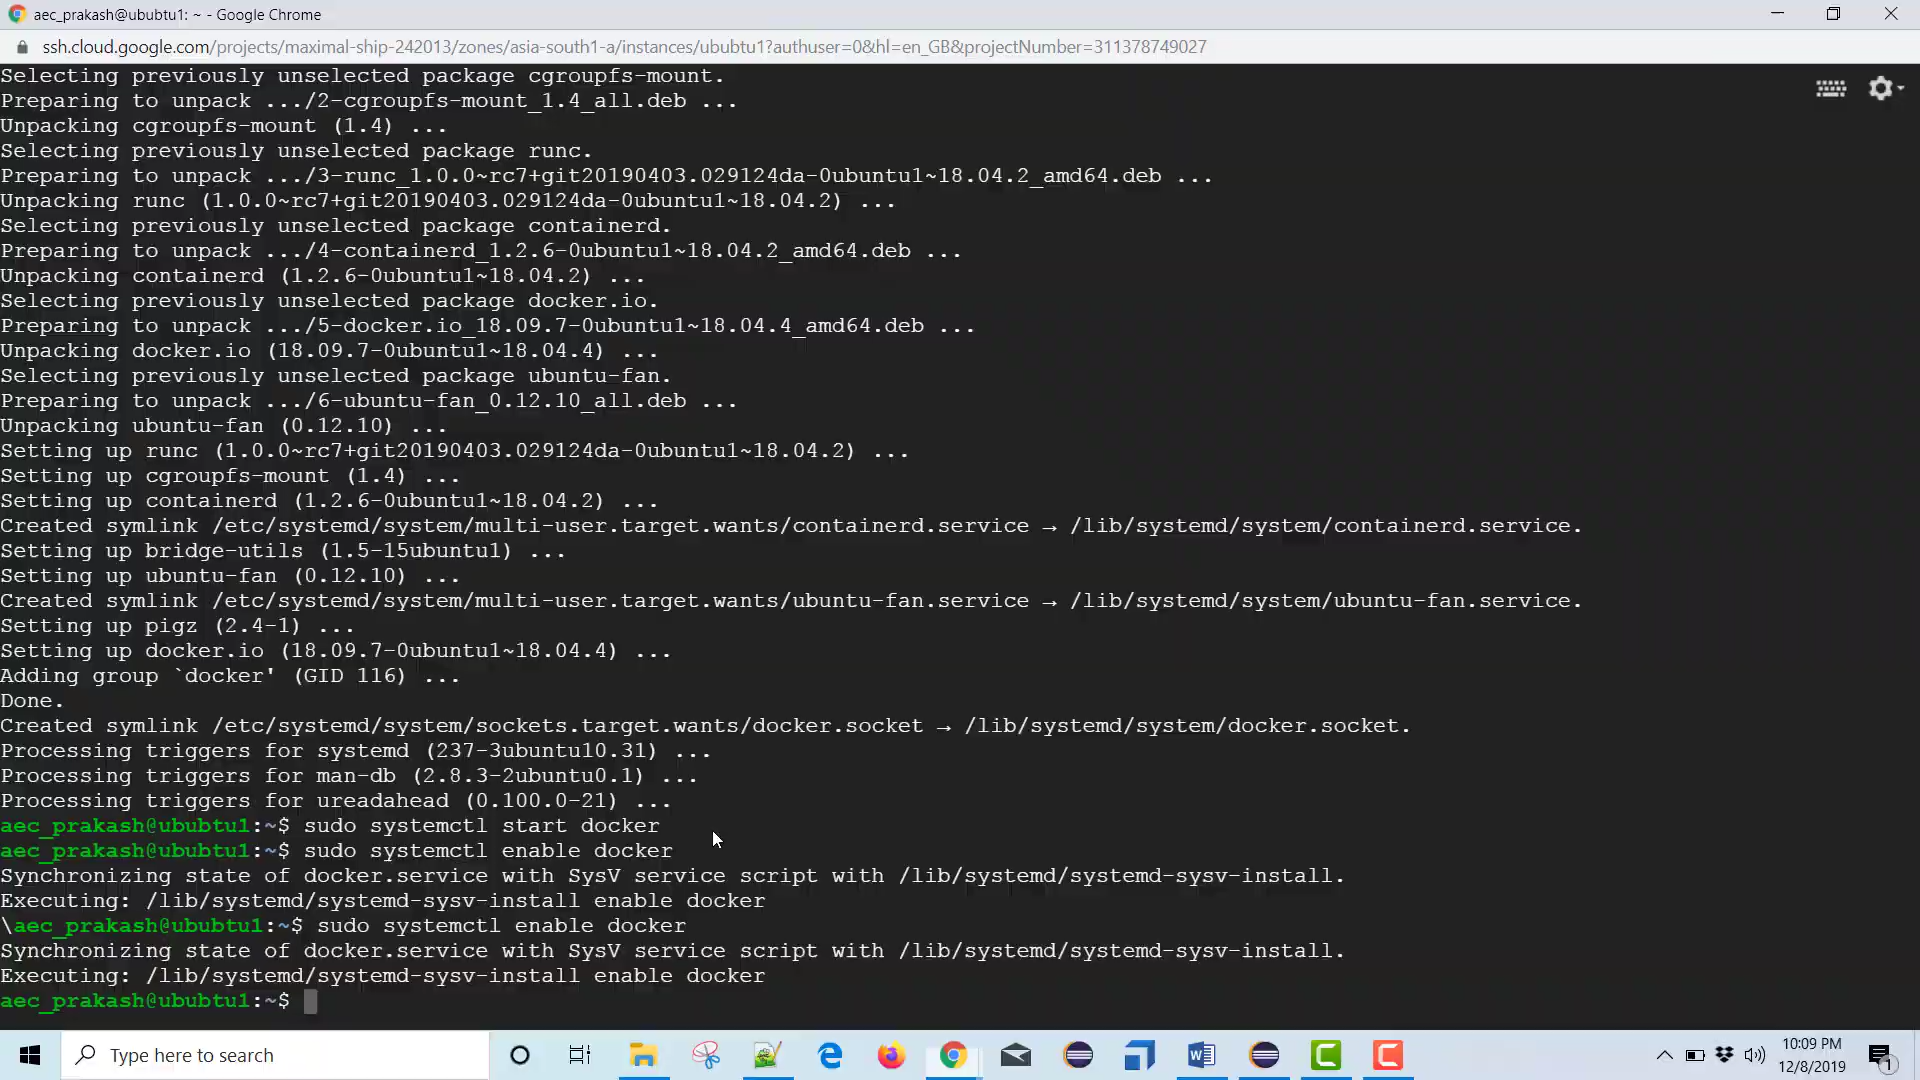 aec_prakash@ububtu1: ~ - Google Chrome
ssh.cloud.google.com/projects/maximal-ship-242013/zones/asia-south1-a/instances/ububtu1?authuser=0&hl=en_GB&projectNumber=311378749027
Selecting previously unselected package cgroupfs-mount.
Preparing to unpack .../2-cgroupfs-mount_1.4_all.deb ...
Unpacking cgroupfs-mount (1.4) ...
Selecting previously unselected package runc.
Preparing to unpack .../3-runc_1.0.0~rc7+git20190403.029124da-0ubuntu1~18.04.2_amd64.deb ...
Unpacking runc (1.0.0~rc7+git20190403.029124da-0ubuntu1~18.04.2) ...
Selecting previously unselected package containerd.
Preparing to unpack .../4-containerd_1.2.6-0ubuntu1~18.04.2_amd64.deb ...
Unpacking containerd (1.2.6-0ubuntu1~18.04.2) ...
Selecting previously unselected package docker.io.
Preparing to unpack .../5-docker.io_18.09.7-0ubuntu1~18.04.4_amd64.deb ...
Unpacking docker.io (18.09.7-0ubuntu1~18.04.4) ...
Selecting previously unselected package ubuntu-fan.
Preparing to unpack .../6-ubuntu-fan_0.12.10_all.deb ...
Unpacking ubuntu-fan (0.12.10) ...
Setting up runc (1.0.0~rc7+git20190403.029124da-0ubuntu1~18.04.2) ...
Setting up cgroupfs-mount (1.4) ...
Setting up containerd (1.2.6-0ubuntu1~18.04.2) ...
Created symlink /etc/systemd/system/multi-user.target.wants/containerd.service → /lib/systemd/system/containerd.service.
Setting up bridge-utils (1.5-15ubuntu1) ...
Setting up ubuntu-fan (0.12.10) ...
Created symlink /etc/systemd/system/multi-user.target.wants/ubuntu-fan.service → /lib/systemd/system/ubuntu-fan.service.
Setting up pigz (2.4-1) ...
Setting up docker.io (18.09.7-0ubuntu1~18.04.4) ...
Adding group `docker' (GID 116) ...
Done.
Created symlink /etc/systemd/system/sockets.target.wants/docker.socket → /lib/systemd/system/docker.socket.
Processing triggers for systemd (237-3ubuntu10.31) ...
Processing triggers for man-db (2.8.3-2ubuntu0.1) ...
Processing triggers for ureadahead (0.100.0-21) ...
aec_prakash@ububtu1:~$ sudo systemctl start docker
aec_prakash@ububtu1:~$ sudo systemctl enable docker
Synchronizing state of docker.service with SysV service script with /lib/systemd/systemd-sysv-install.
Executing: /lib/systemd/systemd-sysv-install enable docker
\aec_prakash@ububtu1:~$ sudo systemctl enable docker
Synchronizing state of docker.service with SysV service script with /lib/systemd/systemd-sysv-install.
Executing: /lib/systemd/systemd-sysv-install enable docker
aec_prakash@ububtu1:~$
Type here to search
10:09 PM
12/8/2019
1